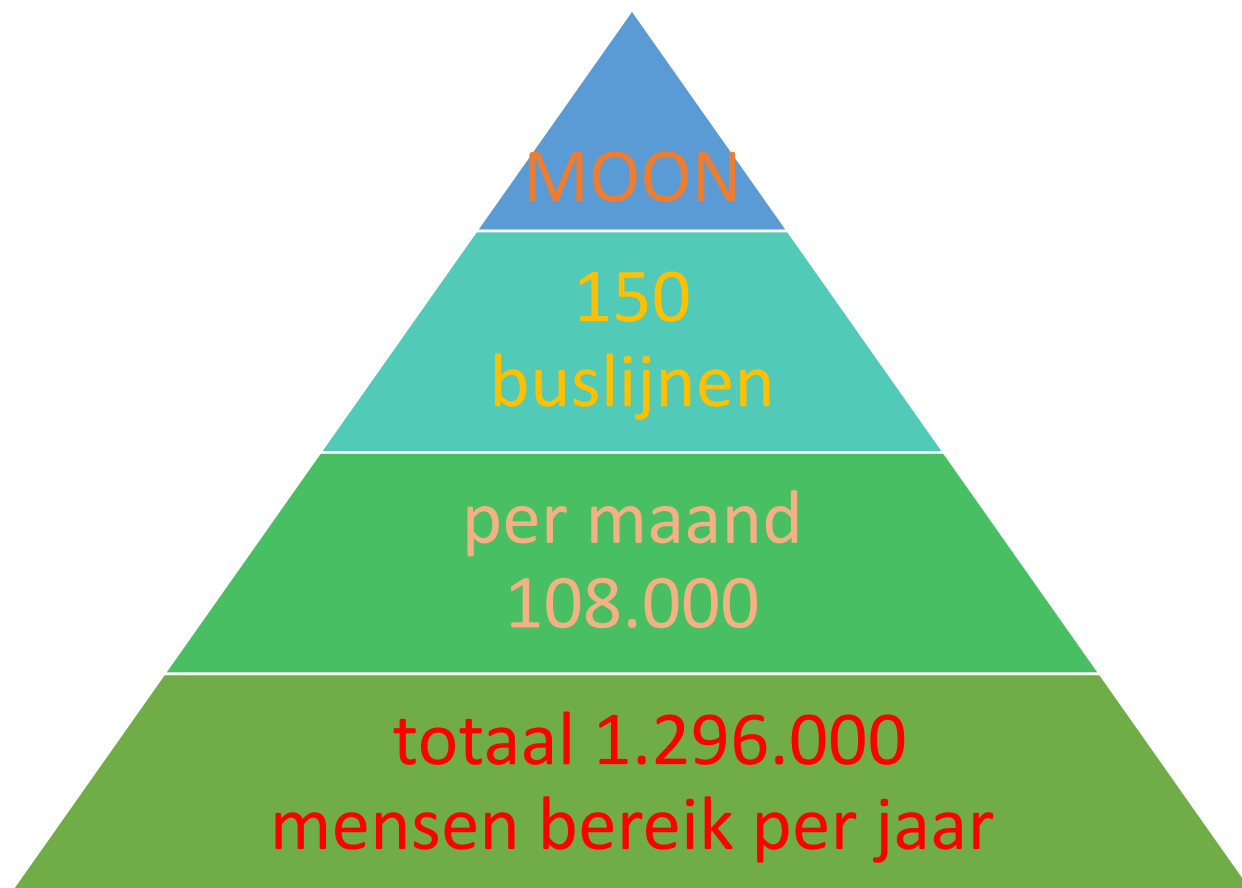 MOON
150
buslijnen
per maand
108.000
totaal 1.296.000
mensen bereik per jaar